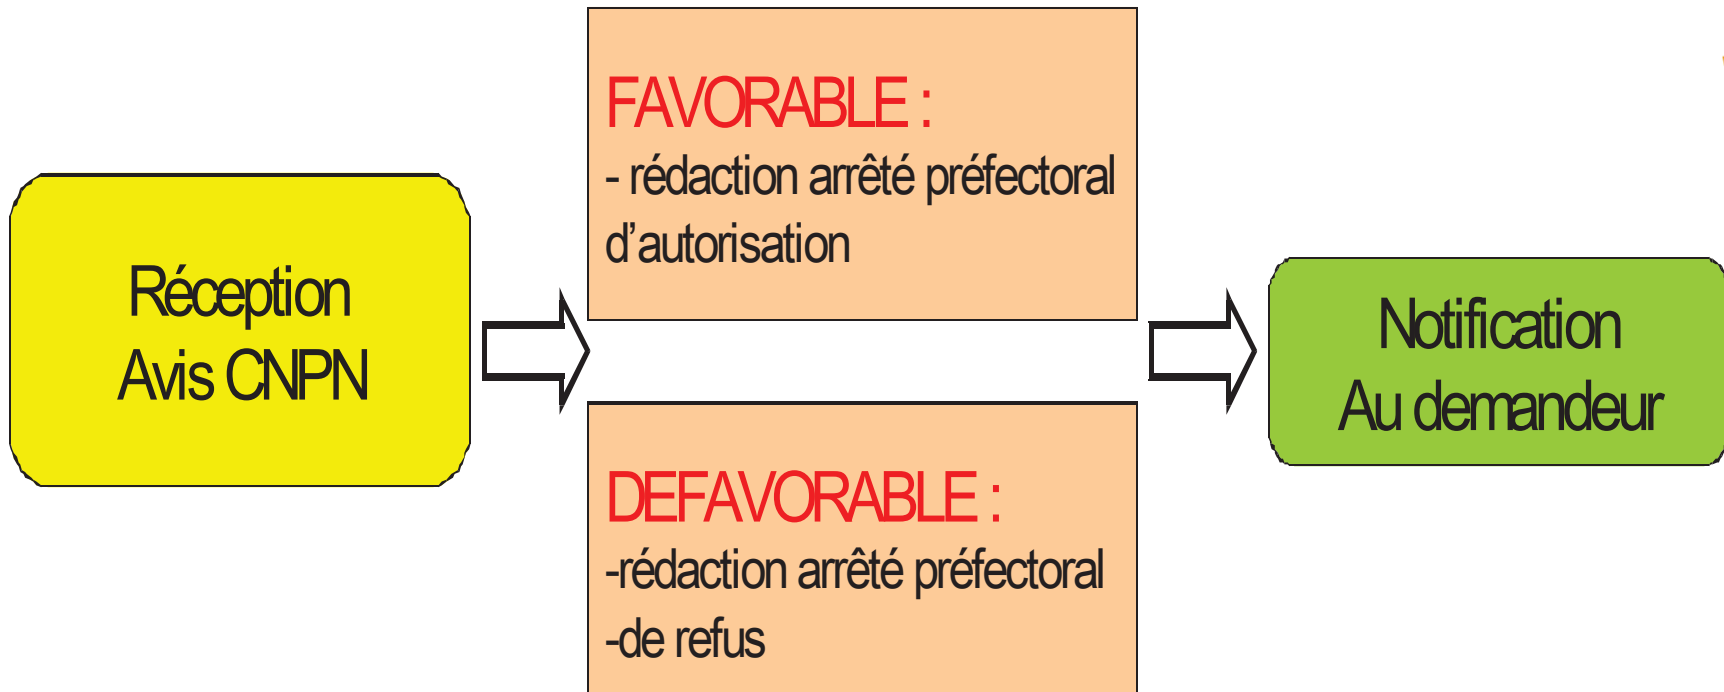 Réception
Avis CNPN
FAVORABLE :
- rédaction arrêté préfectoral
d’autorisation
DEFAVORABLE :
-rédaction arrêté préfectoral
-de refus
Notification
Au demandeur